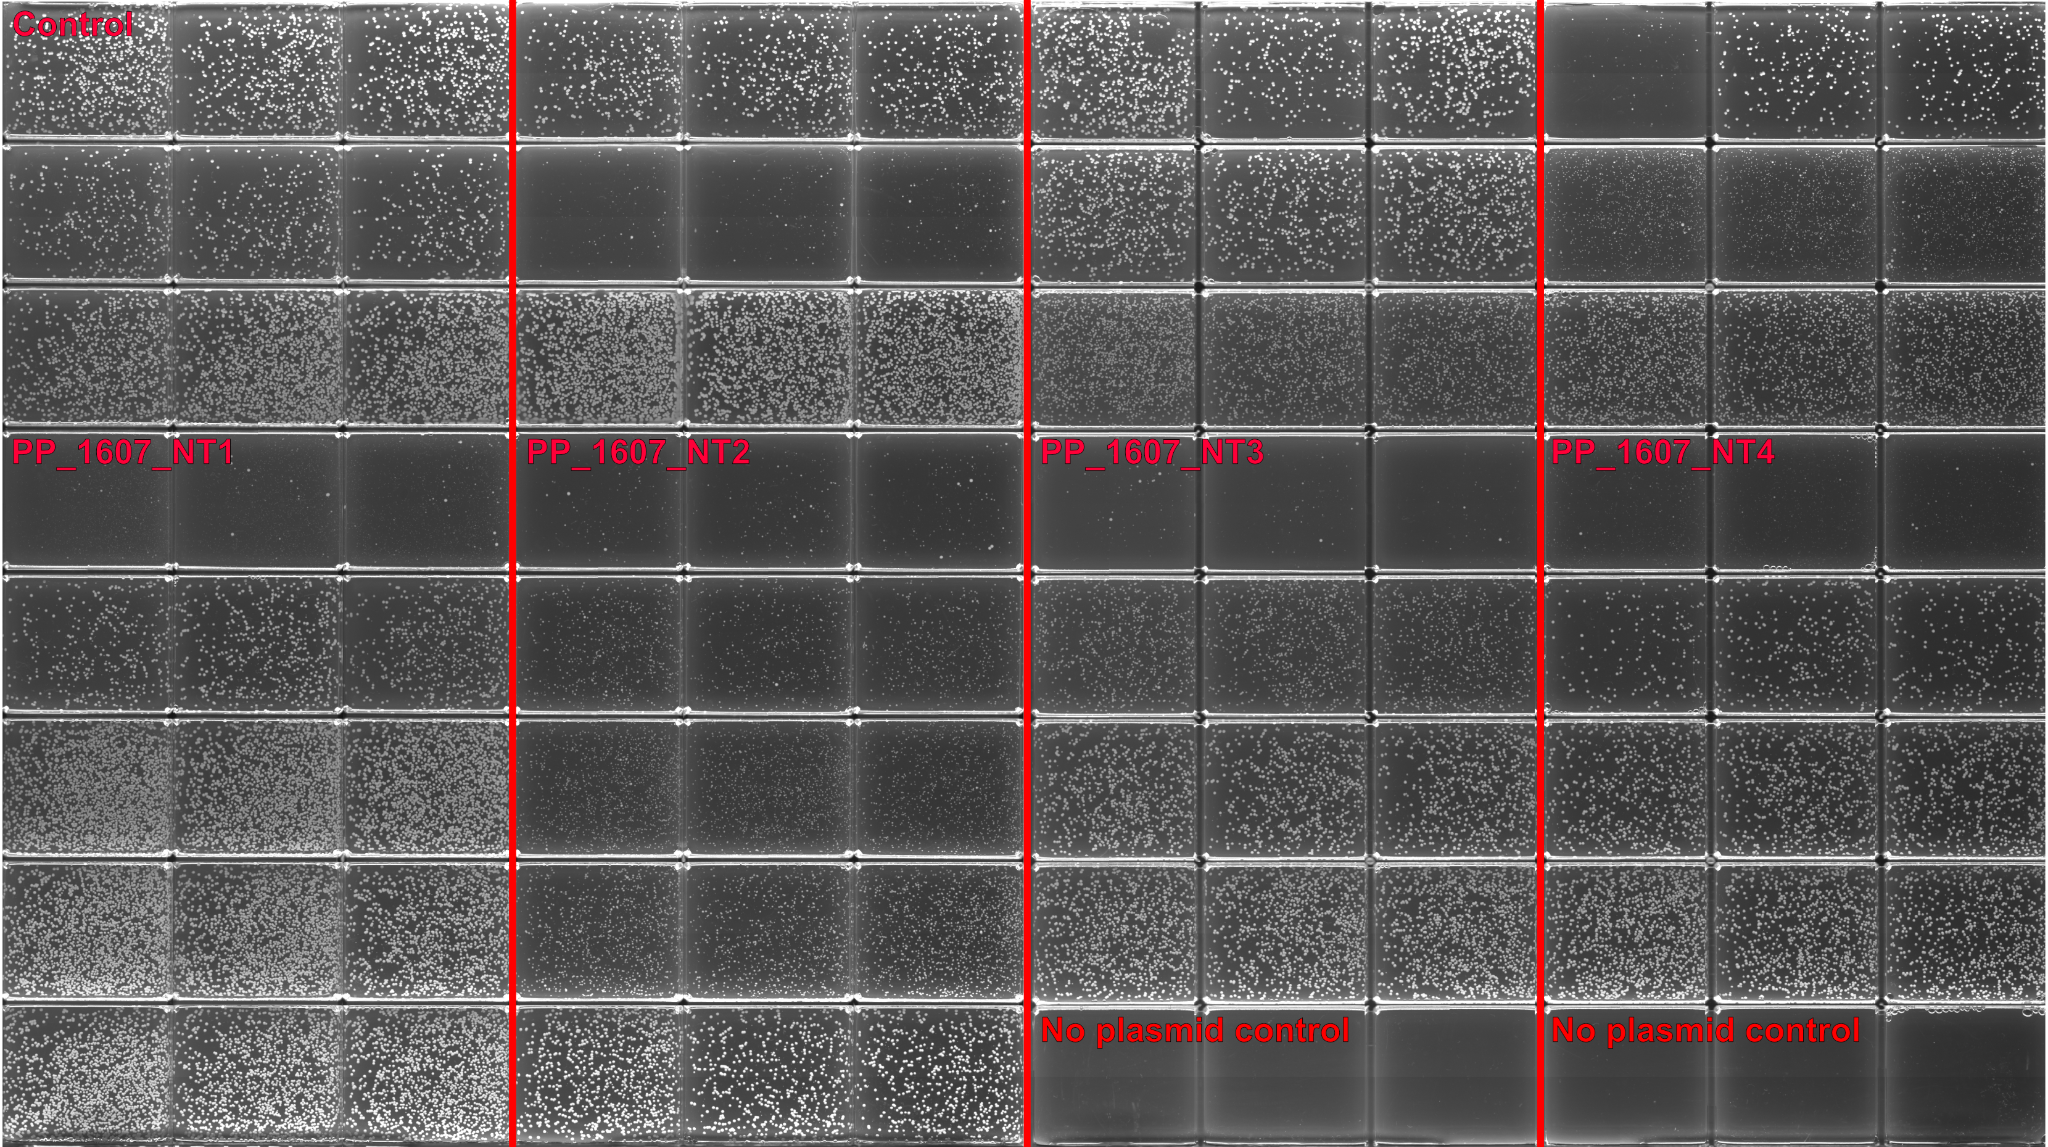 Control
PP_1607_NT1
PP_1607_NT2
PP_1607_NT3
PP_1607_NT4
No plasmid control
No plasmid control